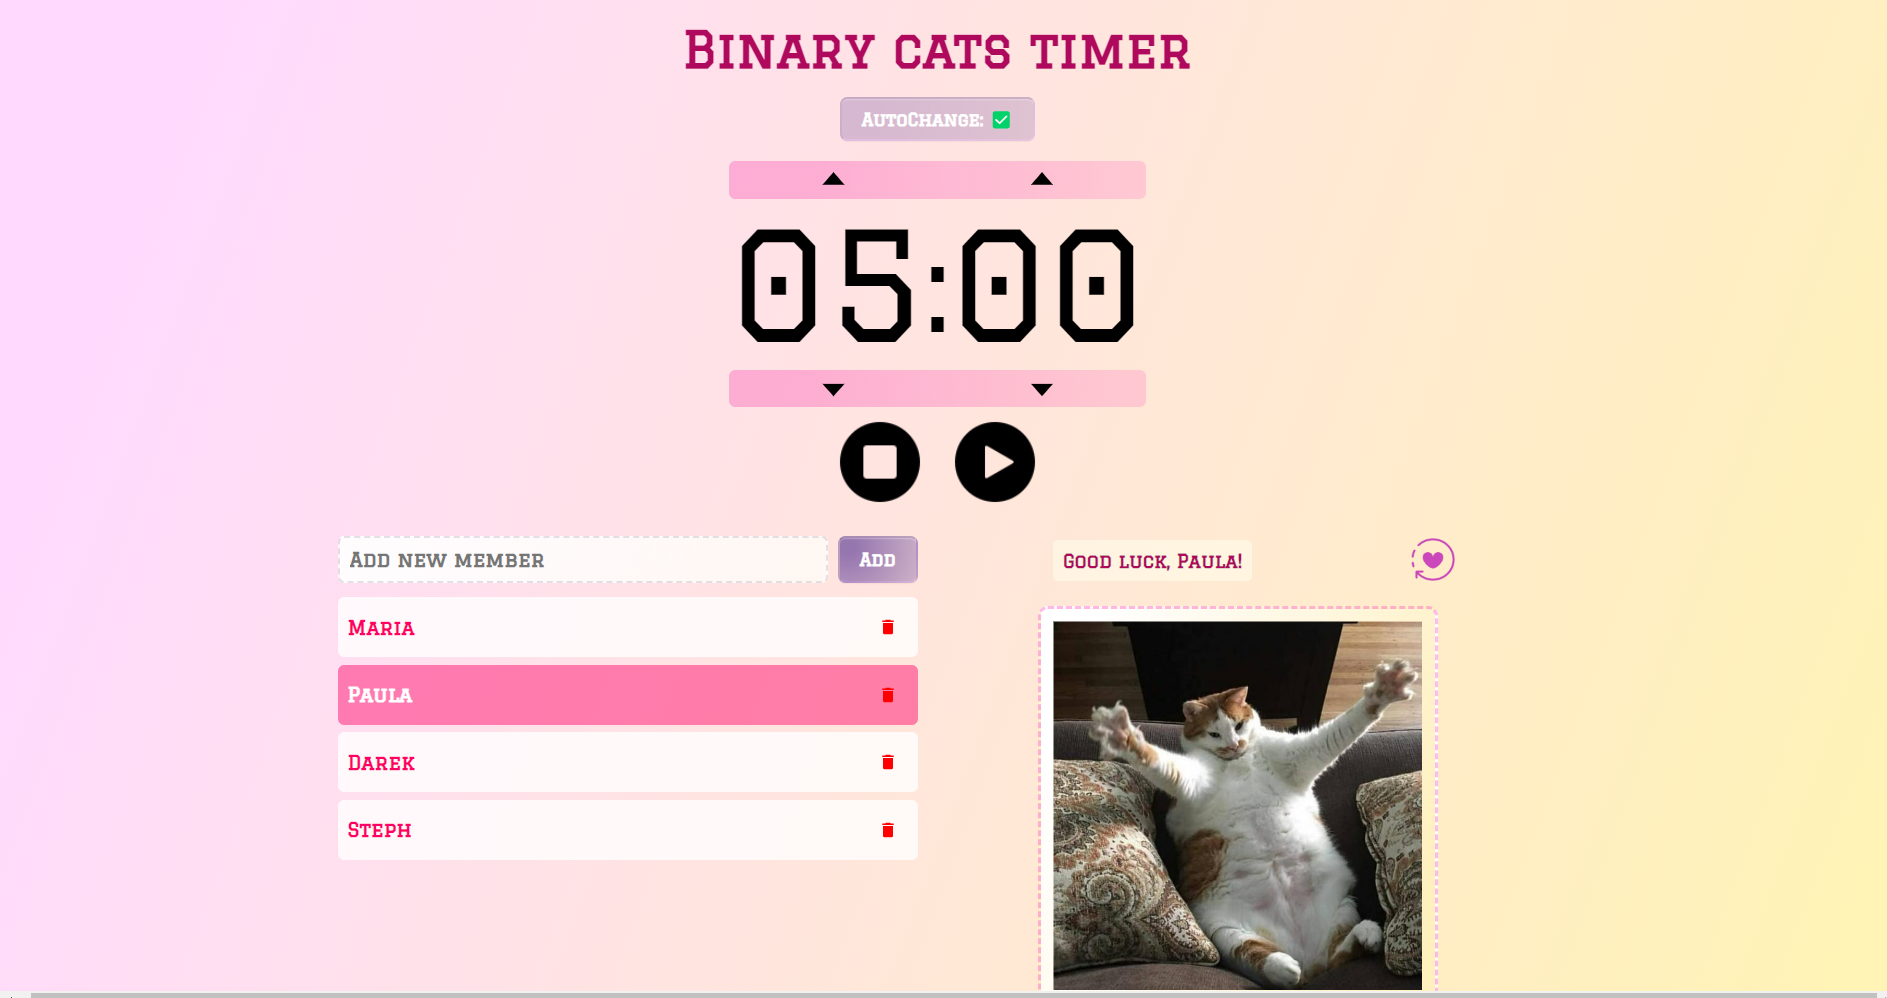 Binary cats timer
AutoChange: ✅
05:00
Add new member
Add
Good luck, Paula!
Maria
Paula
Darek
Steph